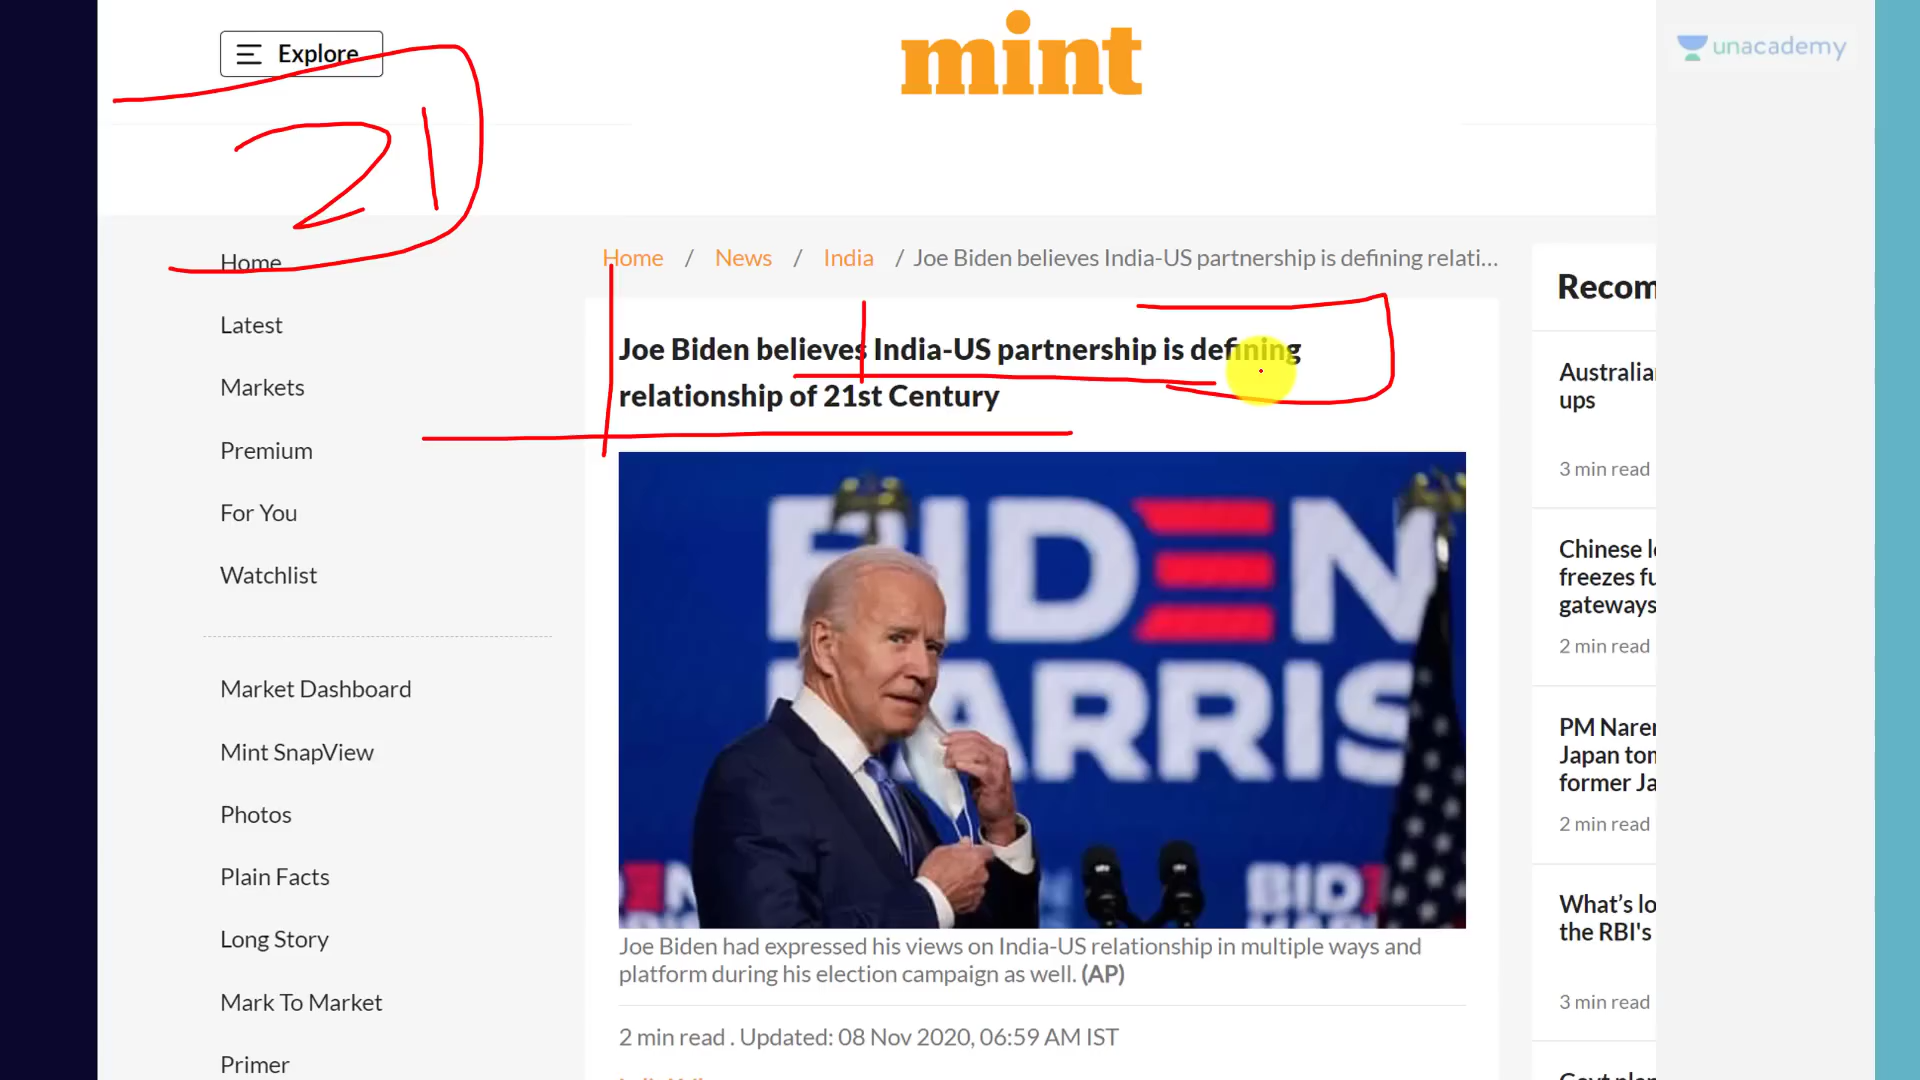 Explore
mint
unacademy
21
Home
Latest
Markets
Premium
For You
Watchlist
Market Dashboard
Mint SnapView
Photos
Plain Facts
Long Story
Mark To Market
Primer
Home / News / India / Joe Biden believes India-US partnership is defining relati...
Joe Biden believes India-US partnership is defining
relationship of 21st Century
BIDEN
HARRIS
Joe Biden had expressed his views on India-US relationship in multiple ways and
platform during his election campaign as well. (AP)
2 min read . Updated: 08 Nov 2020, 06:59 AM IST
Recom
Australia
ups
3 min read
Chinese l
freezes fu
gateways
2 min read
PM Naren
Japan tom
former Ja
2 min read
What's lo
the RBI's
3 min read